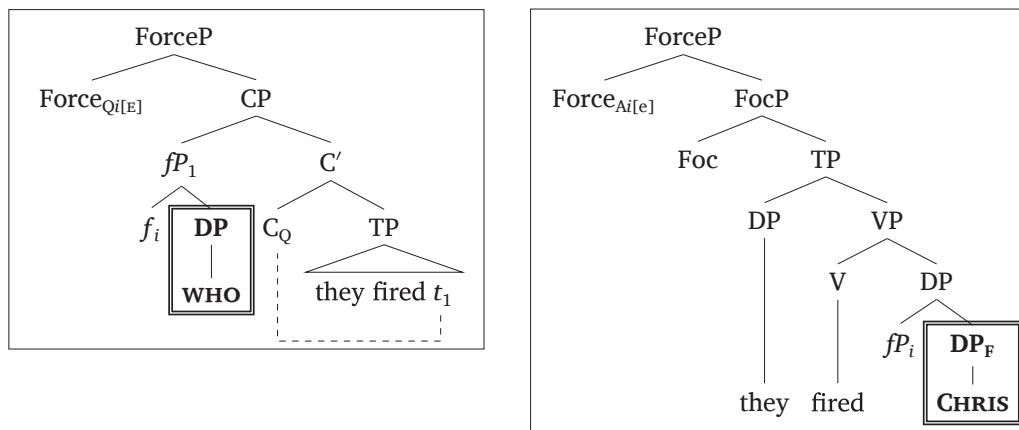 ForceP
Force_Qi[E] CP
fP_1 C′
f_i DP C_Q TP
WHO they fired t_1
ForceP
Force_Ai[e] FocP
Foc TP
DP VP
V DP
fP_i DP_F
they fired CHRIS